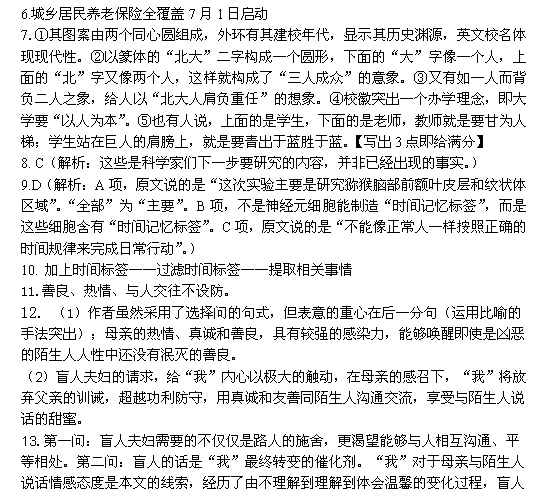 6.城乡居民养老保险全覆盖 7 月 1 日启动
7.①其图案由两个同心圆组成，外环有其建校年代，显示其历史渊源，英文校名体
现现代性。②以篆体的“北大”二字构成一个圆形，下面的“大”字像一个人，上
面的“北”字又像两个人，这样就构成了“三人成众”的意象。③又有如一人而背
负二人之象，给人以“北大人肩负重任”的想象。④校徽突出一个办学理念，即大
学要“以人为本”。⑤也有人说，上面的是学生，下面的是老师，教师就是要甘为人
梯；学生站在巨人的肩膀上，就是要青出于蓝胜于蓝。【写出 3 点即给满分】
8. C（解析：这些是科学家们下一步要研究的内容，并非已经出现的事实。）
9.D（解析：A 项，原文说的是“这次实验主要是研究猕猴脑部前额叶皮层和纹状体
区域”。“全部”为“主要”。B 项，不是神经元细胞能制造“时间记忆标签”，而是
这些细胞含有“时间记忆标签”。C 项，原文说的是“不能像正常人一样按照正确的
时间规律来完成日常行动”。）
10. 加上时间标签——过滤时间标签——提取相关事情
11.善良、热情、与人交往不设防。
12. （1）作者虽然采用了选择问的句式，但表意的重心在后一分句（运用比喻的
手法突出）；母亲的热情、真诚和善良，具有较强的感染力，能够唤醒即使是凶恶
的陌生人人性中还没有泯灭的善良。
（2）盲人夫妇的请求，给“我”内心以极大的触动，在母亲的感召下，“我”将放
弃父亲的训诫，超越功利防守，用真诚和友善同陌生人沟通交流，享受与陌生人说
话的甜蜜。
13.第一问：盲人夫妇需要的不仅仅是路人的施舍，更渴望能够与人相互沟通、平
等相处。第二问：盲人的话是“我”最终转变的催化剂。“我”对于母亲与陌生人
说话情感态度是本文的线索，经历了由不理解到理解到体会温馨的变化过程，盲人